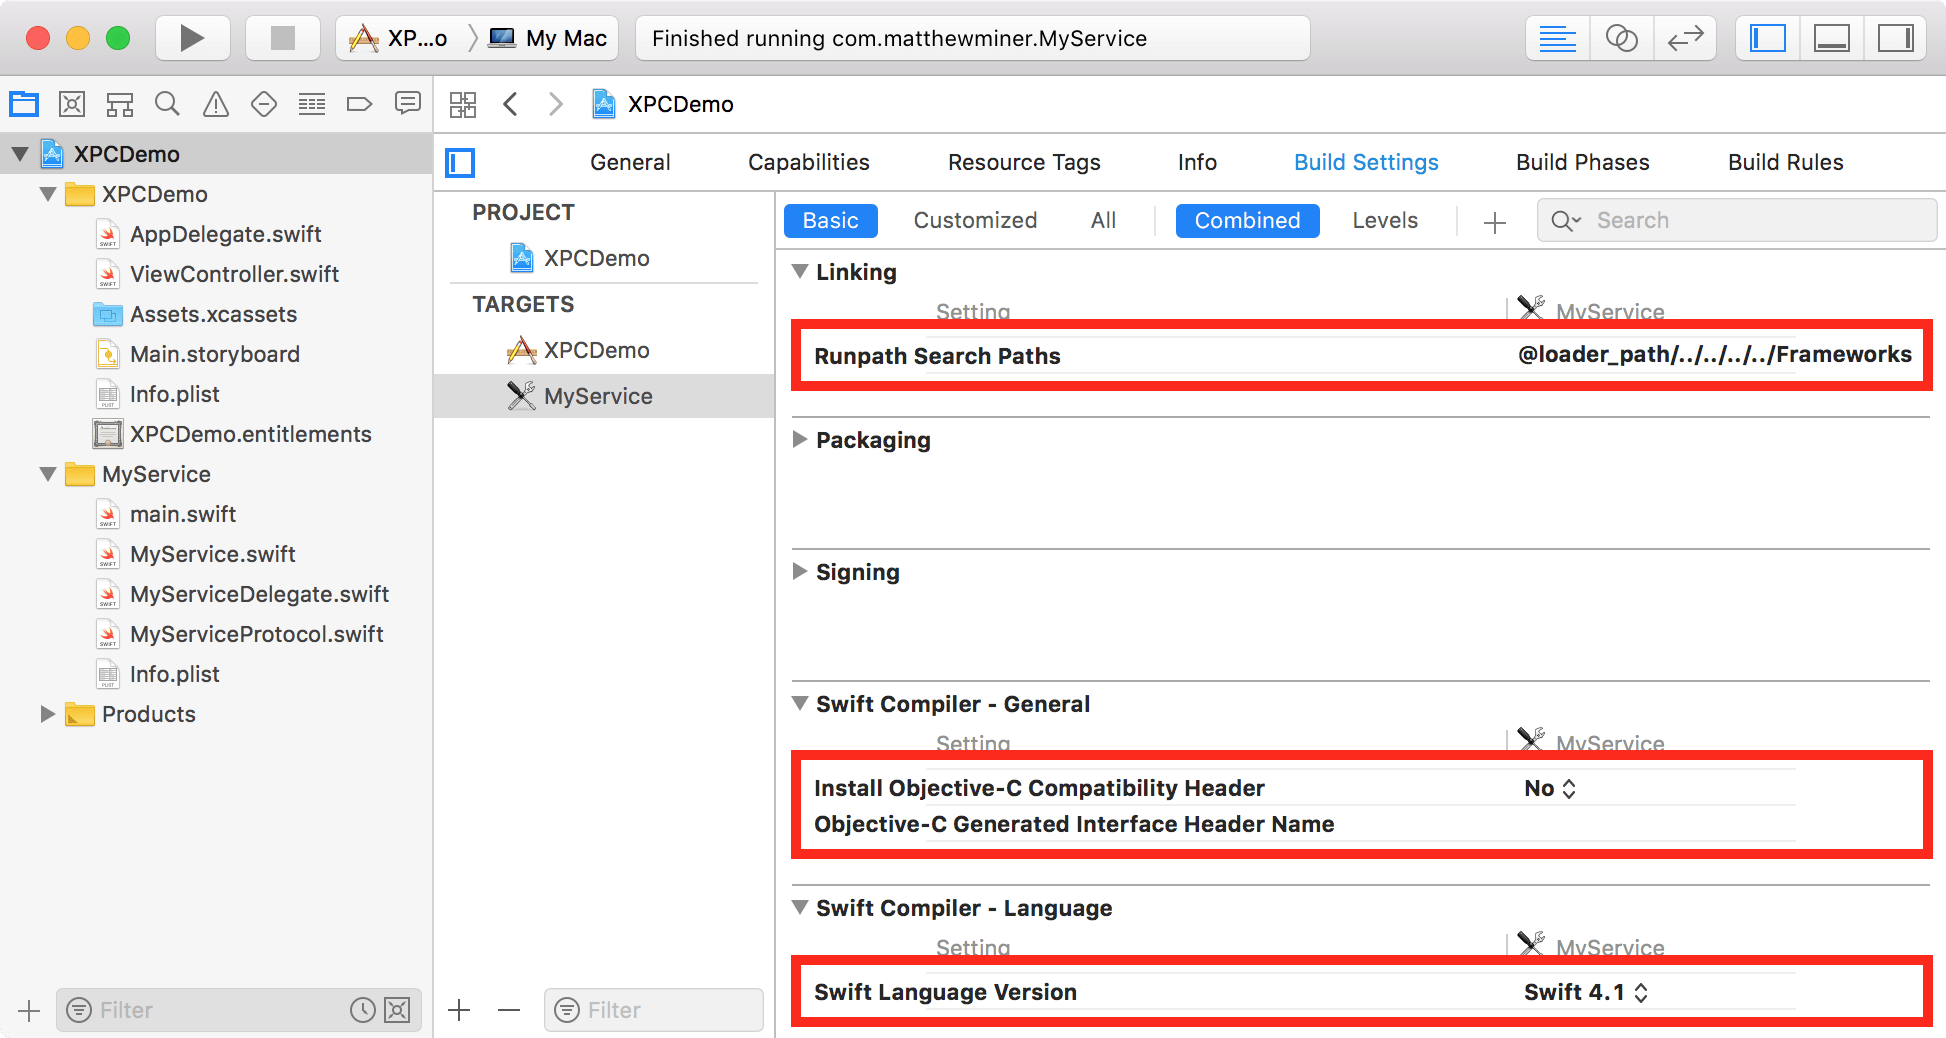 XP...o
My Mac
Finished running com.matthewminer.MyService
XPCDemo
XPCDemo
XPCDemo
AppDelegate.swift
ViewController.swift
Assets.xcassets
Main.storyboard
Info.plist
XPCDemo.entitlements
MyService
main.swift
MyService.swift
MyServiceDelegate.swift
MyServiceProtocol.swift
Info.plist
Products
Filter
General
Capabilities
Resource Tags
Info
Build Settings
Build Phases
Build Rules
PROJECT
XPCDemo
TARGETS
XPCDemo
MyService
Filter
Basic
Customized
All
Combined
Levels
Search
Linking
Setting
MyService
Runpath Search Paths
@loader_path/../../../../Frameworks
Packaging
Signing
Swift Compiler - General
Setting
MyService
Install Objective-C Compatibility Header
No
Objective-C Generated Interface Header Name
Swift Compiler - Language
Setting
MyService
Swift Language Version
Swift 4.1